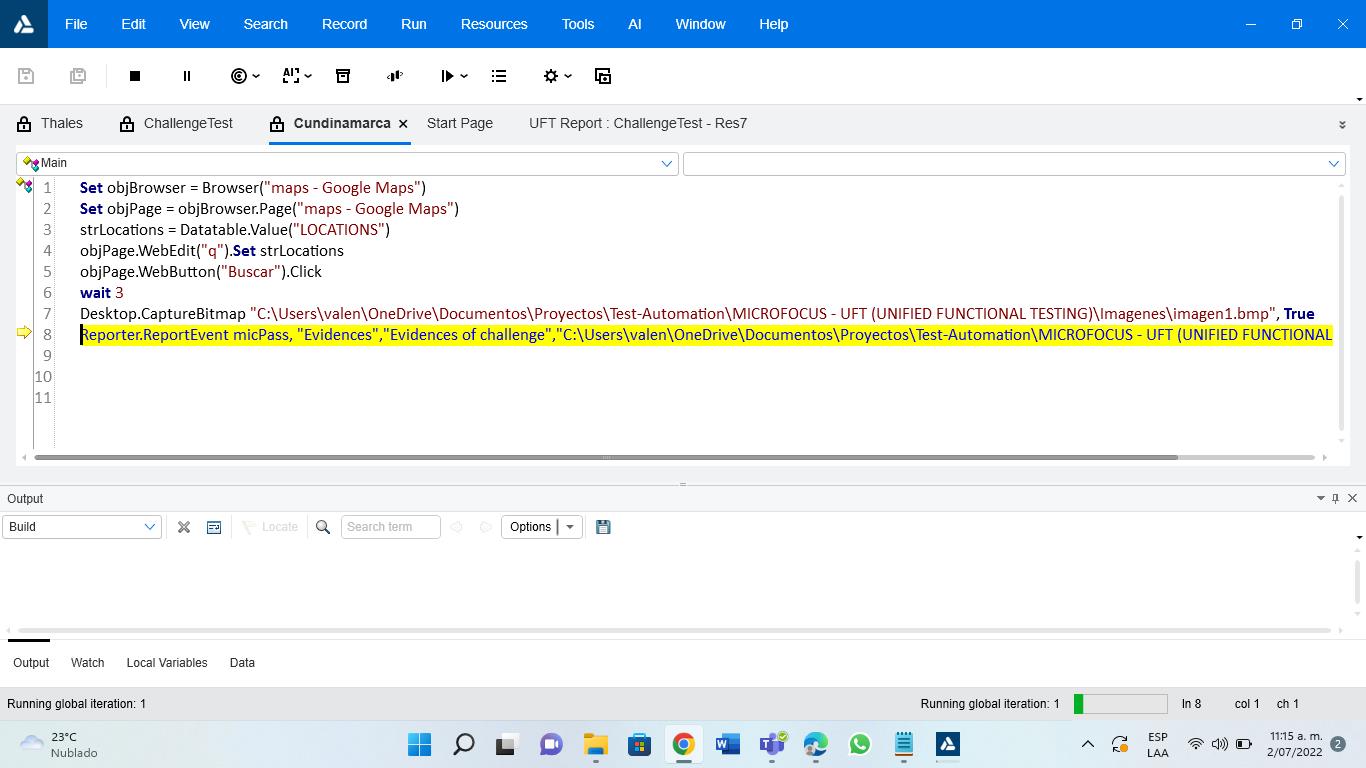 File Edit View Search Record Run Resources Tools AI Window Help
AI
Thales ChallengeTest Cundinamarca Start Page UFT Report : ChallengeTest - Res7
Main
1 Set objBrowser = Browser("maps - Google Maps")
2 Set objPage = objBrowser.Page("maps - Google Maps")
3 strLocations = Datatable.Value("LOCATIONS")
4 objPage.WebEdit("q").Set strLocations
5 objPage.WebButton("Buscar").Click
6 wait 3
7 Desktop.CaptureBitmap "C:\Users\valen\OneDrive\Documentos\Proyectos\Test-Automation\MICROFOCUS - UFT (UNIFIED FUNCTIONAL TESTING)\Imagenes\imagen1.bmp", True
8 Reporter.ReportEvent micPass, "Evidences","Evidences of challenge","C:\Users\valen\OneDrive\Documentos\Proyectos\Test-Automation\MICROFOCUS - UFT (UNIFIED FUNCTIONAL
9
10
11
Output
Build Locate Search term Options
Output Watch Local Variables Data
Running global iteration: 1 Running global iteration: 1 ln 8 col 1 ch 1
23°C
Nublado
ESP
LAA
11:15 a. m.
2/07/2022
2